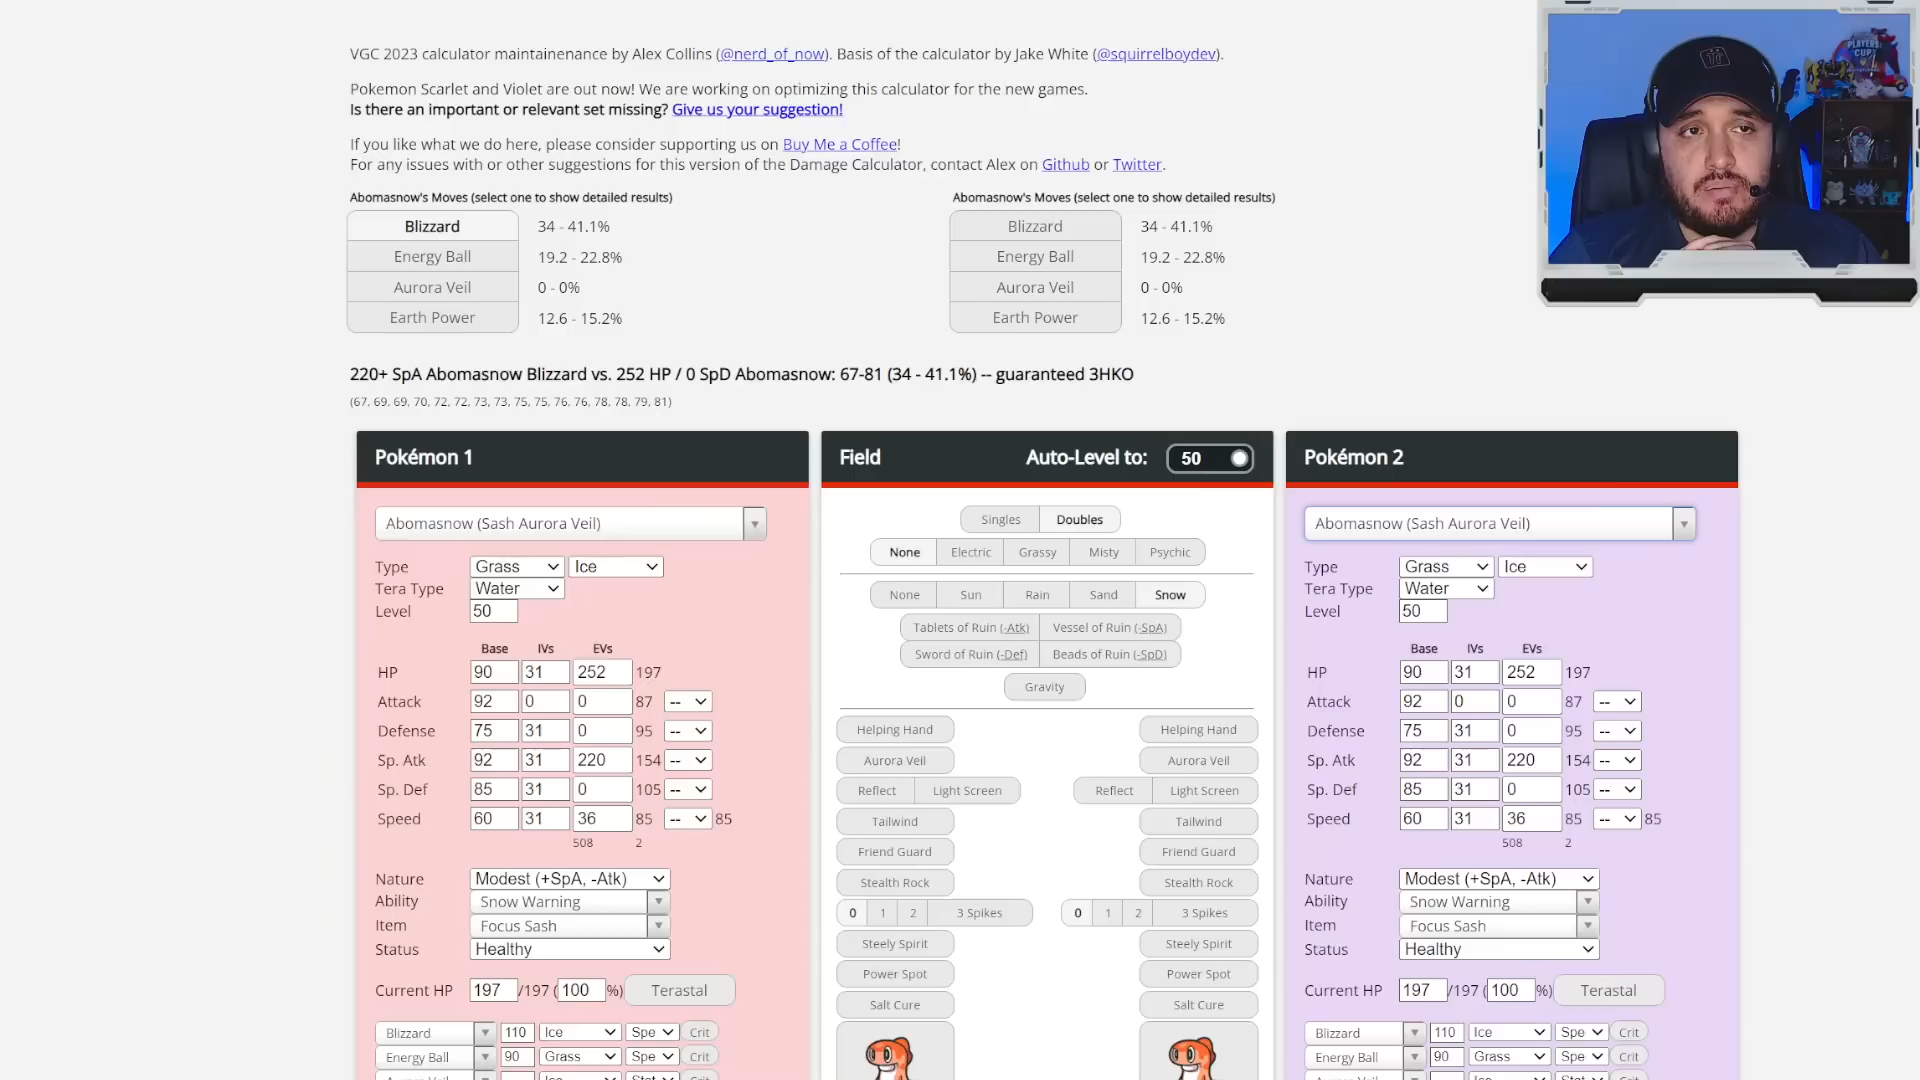 VGC 2023 calculator maintainenance by Alex Collins (@nerd_of_now). Basis of the calculator by Jake White (@squirrelboydev).
Pokemon Scarlet and Violet are out now! We are working on optimizing this calculator for the new games.
Is there an important or relevant set missing? Give us your suggestion!
If you like what we do here, please consider supporting us on Buy Me a Coffee!
For any issues with or other suggestions for this version of the Damage Calculator, contact Alex on Github or Twitter.
Abomasnow's Moves (select one to show detailed results)
Blizzard 34 - 41.1%
Energy Ball 19.2 - 22.8%
Aurora Veil 0 - 0%
Earth Power 12.6 - 15.2%
Abomasnow's Moves (select one to show detailed results)
Blizzard 34 - 41.1%
Energy Ball 19.2 - 22.8%
Aurora Veil 0 - 0%
Earth Power 12.6 - 15.2%
220+ SpA Abomasnow Blizzard vs. 252 HP / 0 SpD Abomasnow: 67-81 (34 - 41.1%) -- guaranteed 3HKO
(67, 69, 69, 70, 72, 72, 73, 73, 75, 75, 76, 76, 78, 78, 79, 81)
Pokémon 1
Abomasnow (Sash Aurora Veil)
Type Grass Ice
Tera Type Water
Level 50
Base IVs EVs
HP 90 31 252 197
Attack 92 0 0 87 --
Defense 75 31 0 95 --
Sp. Atk 92 31 220 154 --
Sp. Def 85 31 0 105 --
Speed 60 31 36 85 -- 85
508 2
Nature Modest (+SpA, -Atk)
Ability Snow Warning
Item Focus Sash
Status Healthy
Current HP 197 /197 ( 100 %) Terastal
Blizzard 110 Ice Spe Crit
Energy Ball 90 Grass Spe Crit
Field Auto-Level to: 50
Singles Doubles
None Electric Grassy Misty Psychic
None Sun Rain Sand Snow
Tablets of Ruin (-Atk) Vessel of Ruin (-SpA)
Sword of Ruin (-Def) Beads of Ruin (-SpD)
Gravity
Helping Hand Helping Hand
Aurora Veil Aurora Veil
Reflect Light Screen Reflect Light Screen
Tailwind Tailwind
Friend Guard Friend Guard
Stealth Rock Stealth Rock
0 1 2 3 Spikes 0 1 2 3 Spikes
Steely Spirit Steely Spirit
Power Spot Power Spot
Salt Cure Salt Cure
Pokémon 2
Abomasnow (Sash Aurora Veil)
Type Grass Ice
Tera Type Water
Level 50
Base IVs EVs
HP 90 31 252 197
Attack 92 0 0 87 --
Defense 75 31 0 95 --
Sp. Atk 92 31 220 154 --
Sp. Def 85 31 0 105 --
Speed 60 31 36 85 -- 85
508 2
Nature Modest (+SpA, -Atk)
Ability Snow Warning
Item Focus Sash
Status Healthy
Current HP 197 /197 ( 100 %) Terastal
Blizzard 110 Ice Spe Crit
Energy Ball 90 Grass Spe Crit
PLAYERS
CUP